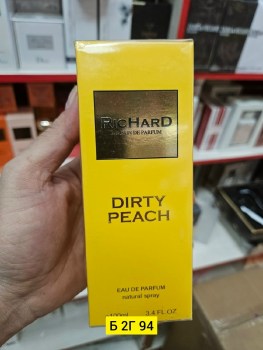 RicHarD
MAISON DE PARFUM
DIRTY
PEACH
EAU DE PARFUM
natural spray
100ml 3.4 FL OZ
Б 2Г 94